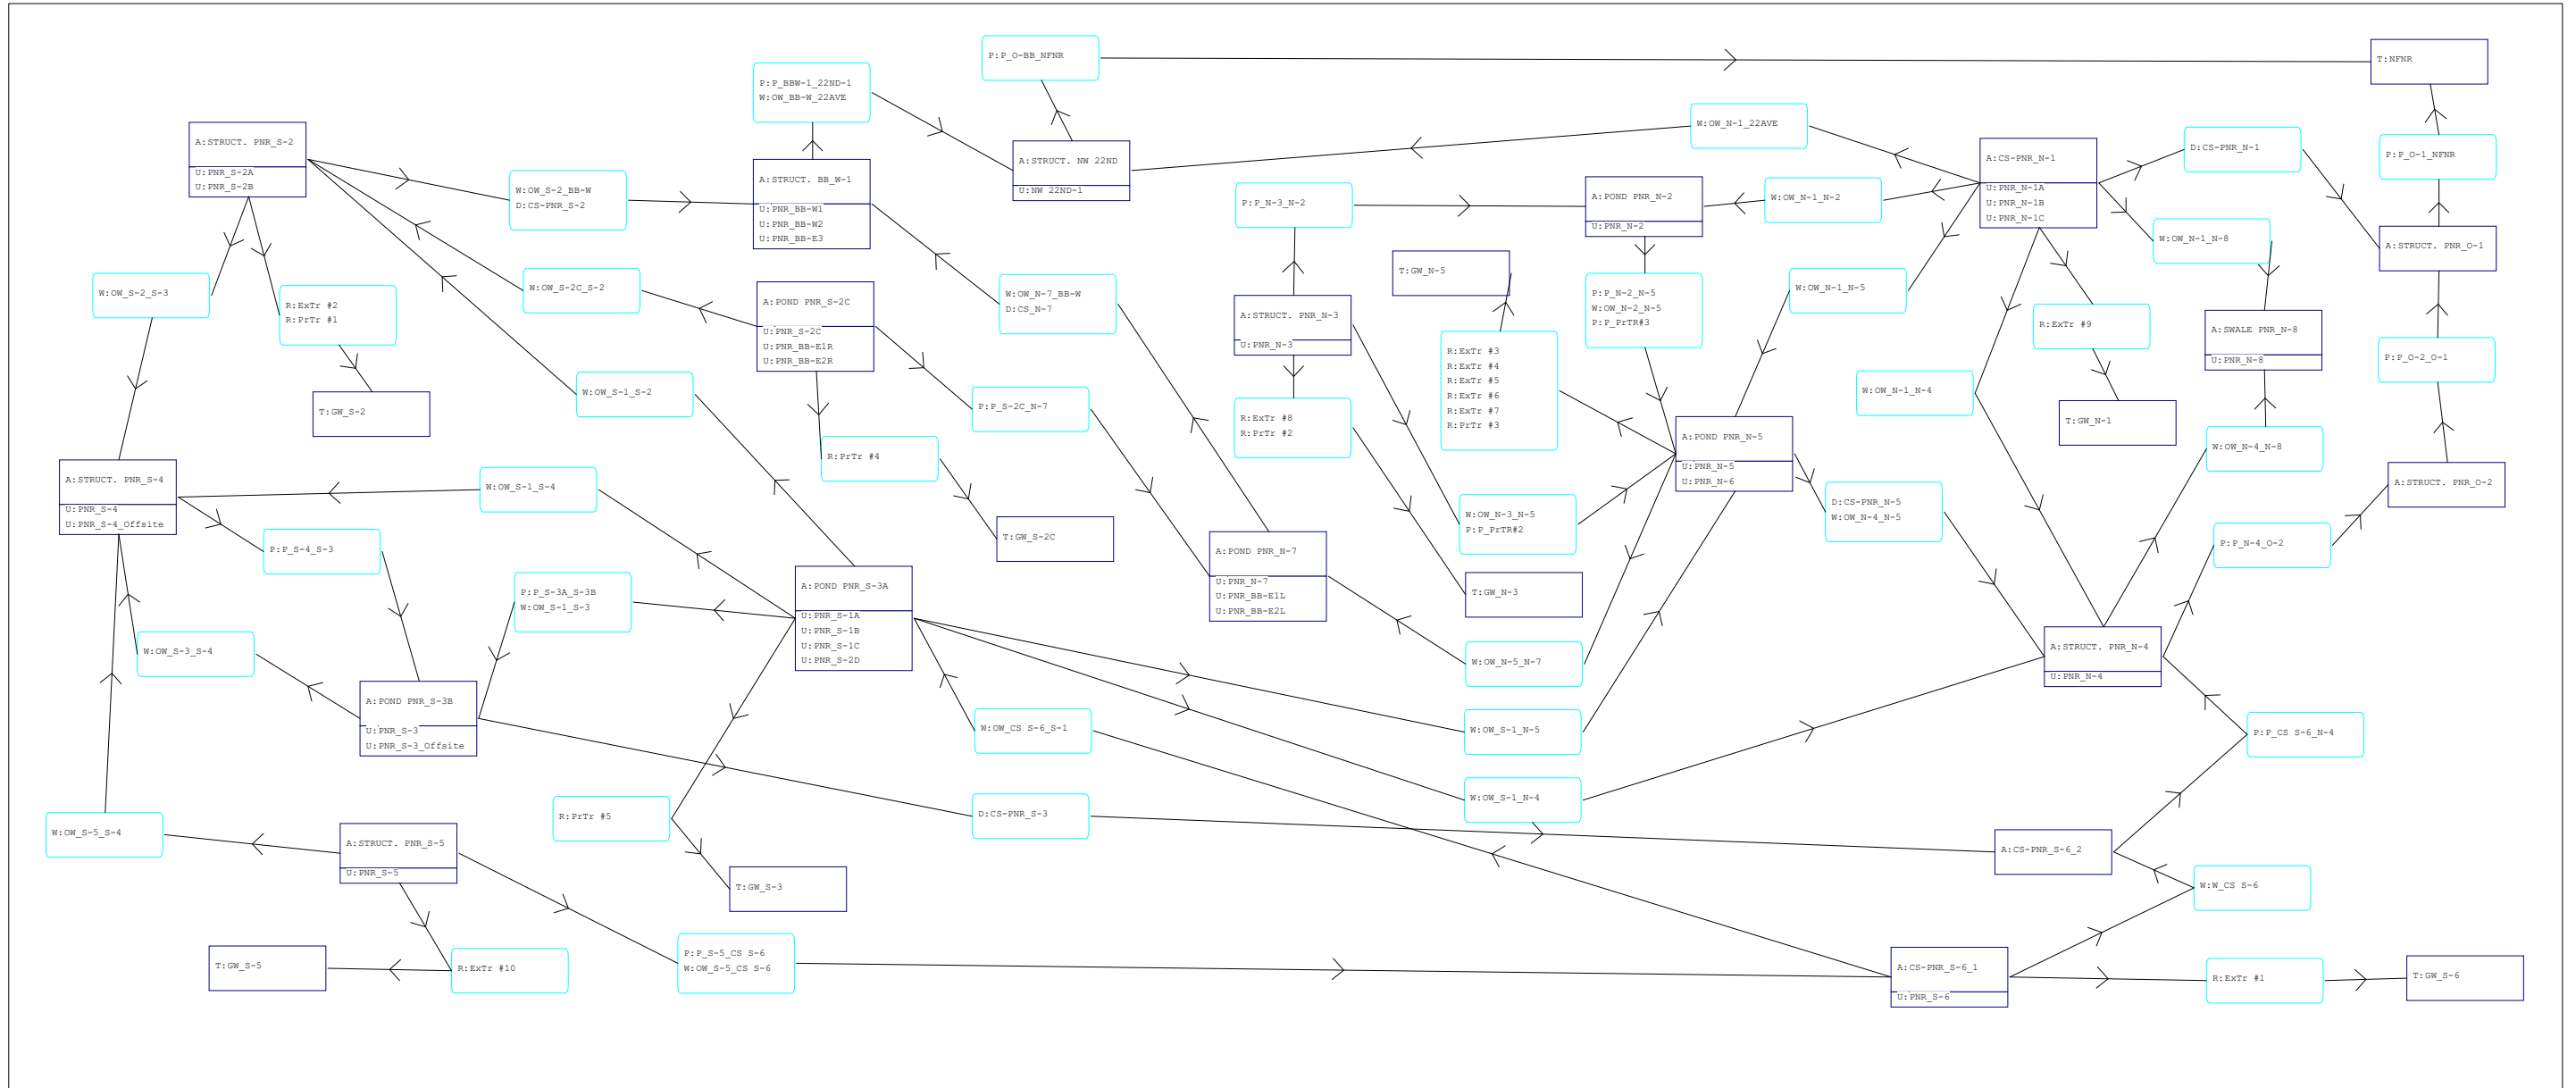 P:P_O-BB_NFNR
T:NFNR
P:P_BBW-1_22ND-1
W:OW_BB-W_22AVE
W:OW_N-1_22AVE
A:STRUCT. PNR_S-2
U:PNR_S-2A
U:PNR_S-2B
A:STRUCT. NW 22ND
U:NW 22ND-1
A:CS-PNR_N-1
U:PNR_N-1A
U:PNR_N-1B
U:PNR_N-1C
D:CS-PNR_N-1
P:P_O-1_NFNR
W:OW_S-2_BB-W
D:CS-PNR_S-2
A:STRUCT. BB_W-1
U:PNR_BB-W1
U:PNR_BB-W2
U:PNR_BB-E3
P:P_N-3_N-2
A:POND PNR_N-2
U:PNR_N-2
W:OW_N-1_N-2
W:OW_N-1_N-8
A:STRUCT. PNR_O-1
W:OW_S-2_S-3
R:ExTr #2
R:PrTr #1
W:OW_S-2C_S-2
A:POND PNR_S-2C
U:PNR_S-2C
U:PNR_BB-E1R
U:PNR_BB-E2R
W:OW_N-7_BB-W
D:CS_N-7
A:STRUCT. PNR_N-3
U:PNR_N-3
T:GW_N-5
P:P_N-2_N-5
W:OW_N-2_N-5
P:P_PrTR#3
W:OW_N-1_N-5
R:ExTr #9
A:SWALE PNR_N-8
U:PNR_N-8
P:P_O-2_O-1
R:ExTr #3
R:ExTr #4
R:ExTr #5
R:ExTr #6
R:ExTr #7
R:PrTr #3
T:GW_S-2
W:OW_S-1_S-2
P:P_S-2C_N-7
R:ExTr #8
R:PrTr #2
W:OW_N-1_N-4
T:GW_N-1
A:STRUCT. PNR_S-4
U:PNR_S-4
U:PNR_S-4_Offsite
W:OW_S-1_S-4
R:PrTr #4
A:POND PNR_N-5
U:PNR_N-5
U:PNR_N-6
W:OW_N-4_N-8
A:STRUCT. PNR_O-2
P:P_S-4_S-3
T:GW_S-2C
A:POND PNR_N-7
U:PNR_N-7
U:PNR_BB-E1L
U:PNR_BB-E2L
W:OW_N-3_N-5
P:P_PrTR#2
D:CS-PNR_N-5
W:OW_N-4_N-5
P:P_N-4_O-2
P:P_S-3A_S-3B
W:OW_S-1_S-3
A:POND PNR_S-3A
U:PNR_S-1A
U:PNR_S-1B
U:PNR_S-1C
U:PNR_S-2D
T:GW_N-3
W:OW_S-3_S-4
W:OW_N-5_N-7
A:STRUCT. PNR_N-4
U:PNR_N-4
A:POND PNR_S-3B
U:PNR_S-3
U:PNR_S-3_Offsite
W:OW_CS S-6_S-1
W:OW_S-1_N-5
P:P_CS S-6_N-4
W:OW_S-1_N-4
W:OW_S-5_S-4
A:STRUCT. PNR_S-5
U:PNR_S-5
R:PrTr #5
D:CS-PNR_S-3
A:CS-PNR_S-6_2
T:GW_S-3
W:W_CS S-6
T:GW_S-5
R:ExTr #10
P:P_S-5_CS S-6
W:OW_S-5_CS S-6
A:CS-PNR_S-6_1
U:PNR_S-6
R:ExTr #1
T:GW_S-6